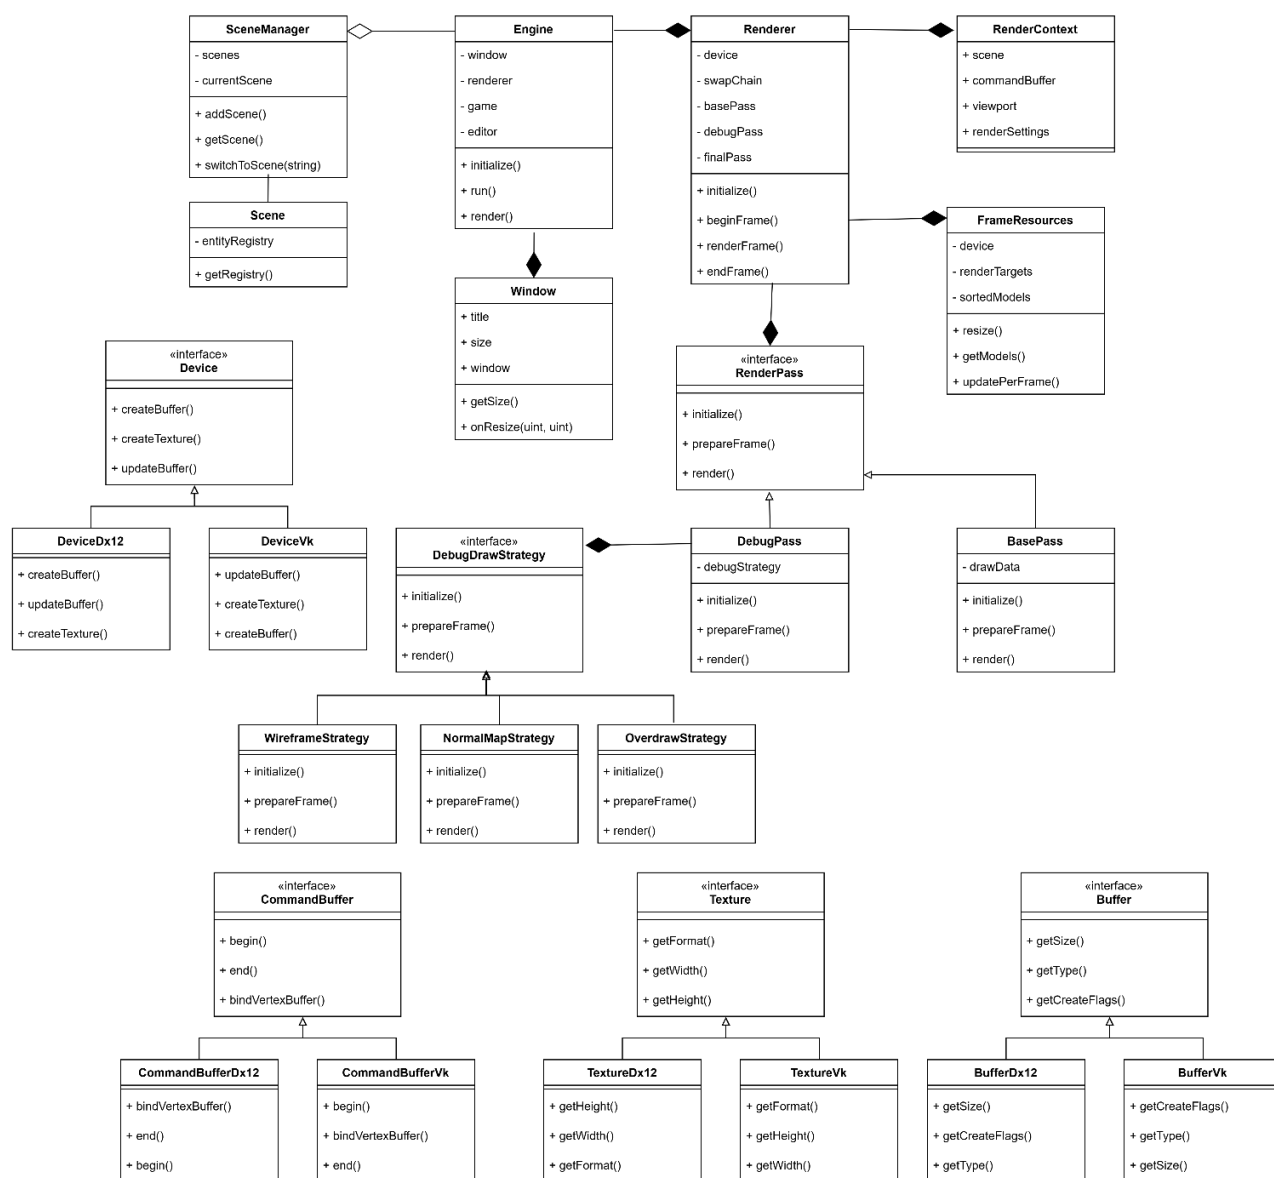 SceneManager
- scenes
- currentScene
+ addScene()
+ getScene()
+ switchToScene(string)
Engine
- window
- renderer
- game
- editor
+ initialize()
+ run()
+ render()
Renderer
- device
- swapChain
- basePass
- debugPass
- finalPass
+ initialize()
+ beginFrame()
+ renderFrame()
+ endFrame()
RenderContext
+ scene
+ commandBuffer
+ viewport
+ renderSettings
Scene
- entityRegistry
+ getRegistry()
Window
+ title
+ size
+ window
+ getSize()
+ onResize(uint, uint)
FrameResources
- device
- renderTargets
- sortedModels
+ resize()
+ getModels()
+ updatePerFrame()
«interface»
Device
+ createBuffer()
+ createTexture()
+ updateBuffer()
«interface»
RenderPass
+ initialize()
+ prepareFrame()
+ render()
DeviceDx12
+ createBuffer()
+ updateBuffer()
+ createTexture()
DeviceVk
+ updateBuffer()
+ createTexture()
+ createBuffer()
«interface»
DebugDrawStrategy
+ initialize()
+ prepareFrame()
+ render()
DebugPass
- debugStrategy
+ initialize()
+ prepareFrame()
+ render()
BasePass
- drawData
+ initialize()
+ prepareFrame()
+ render()
WireframeStrategy
+ initialize()
+ prepareFrame()
+ render()
NormalMapStrategy
+ initialize()
+ prepareFrame()
+ render()
OverdrawStrategy
+ initialize()
+ prepareFrame()
+ render()
«interface»
CommandBuffer
+ begin()
+ end()
+ bindVertexBuffer()
«interface»
Texture
+ getFormat()
+ getWidth()
+ getHeight()
«interface»
Buffer
+ getSize()
+ getType()
+ getCreateFlags()
CommandBufferDx12
+ bindVertexBuffer()
+ end()
+ begin()
CommandBufferVk
+ begin()
+ bindVertexBuffer()
+ end()
TextureDx12
+ getHeight()
+ getWidth()
+ getFormat()
TextureVk
+ getFormat()
+ getHeight()
+ getWidth()
BufferDx12
+ getSize()
+ getCreateFlags()
+ getType()
BufferVk
+ getCreateFlags()
+ getType()
+ getSize()